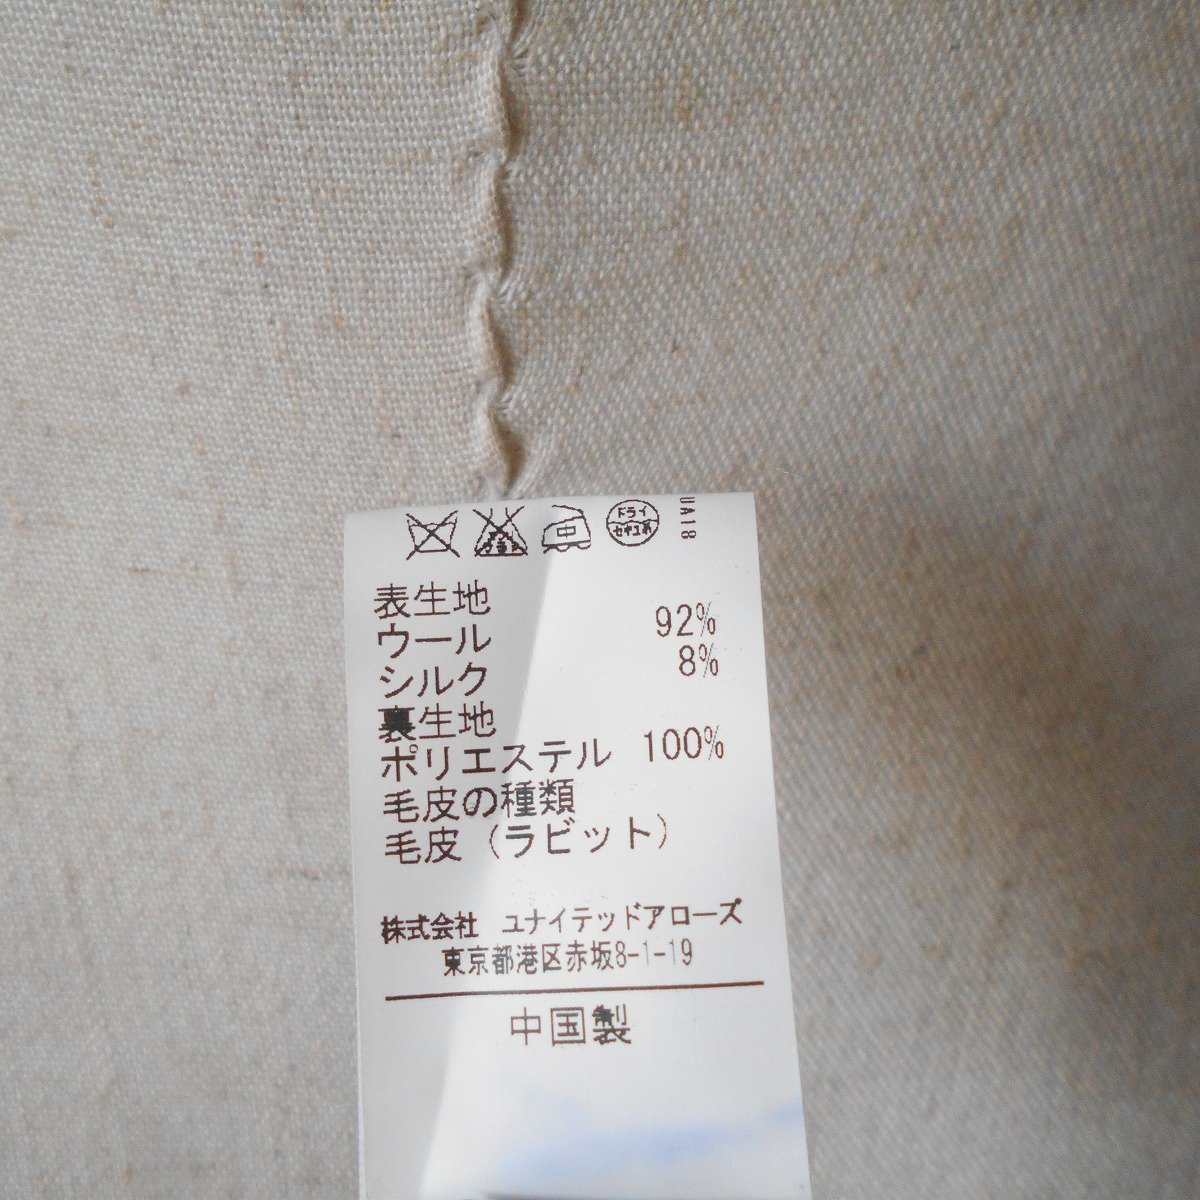 中
ドライ
セキユ系
UA18
表生地
ウール 92%
シルク 8%
裏生地
ポリエステル 100%
毛皮の種類
毛皮（ラビット）
株式会社 ユナイテッドアローズ
東京都港区赤坂8-1-19
中国製